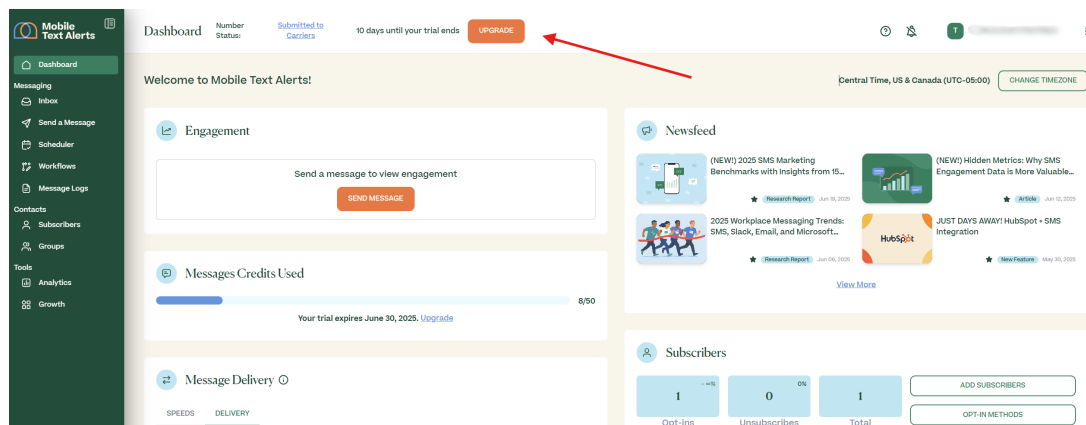 Mobile
Text Alerts
Dashboard
Messaging
Inbox
Send a Message
Scheduler
Workflows
Message Logs
Contacts
Subscribers
Groups
Tools
Analytics
Growth
Dashboard
Number
Status:
Submitted to
Carriers
10 days until your trial ends
UPGRADE
T
Welcome to Mobile Text Alerts!
Central Time, US & Canada (UTC-05:00)
CHANGE TIMEZONE
Engagement
Send a message to view engagement
SEND MESSAGE
Messages Credits Used
8/50
Your trial expires June 30, 2025. Upgrade
Message Delivery
SPEEDS DELIVERY
Newsfeed
(NEW!) 2025 SMS Marketing
Benchmarks with Insights from 15...
Research Report Jun 19, 2025
(NEW!) Hidden Metrics: Why SMS
Engagement Data is More Valuable...
Article Jun 12, 2025
2025 Workplace Messaging Trends:
SMS, Slack, Email, and Microsoft...
Research Report Jun 06, 2025
HubSpot
JUST DAYS AWAY! HubSpot + SMS
Integration
New Feature May 30, 2025
View More
Subscribers
- ∞%
1
Opt-ins
0%
0
Unsubscribes
1
Total
ADD SUBSCRIBERS
OPT-IN METHODS